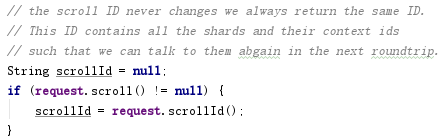 // the scroll ID never changes we always return the same ID.
// This ID contains all the shards and their context ids
// such that we can talk to them abgain in the next roundtrip.
String scrollId = null;
if (request.scroll() != null) {
    scrollId = request.scrollId();
}